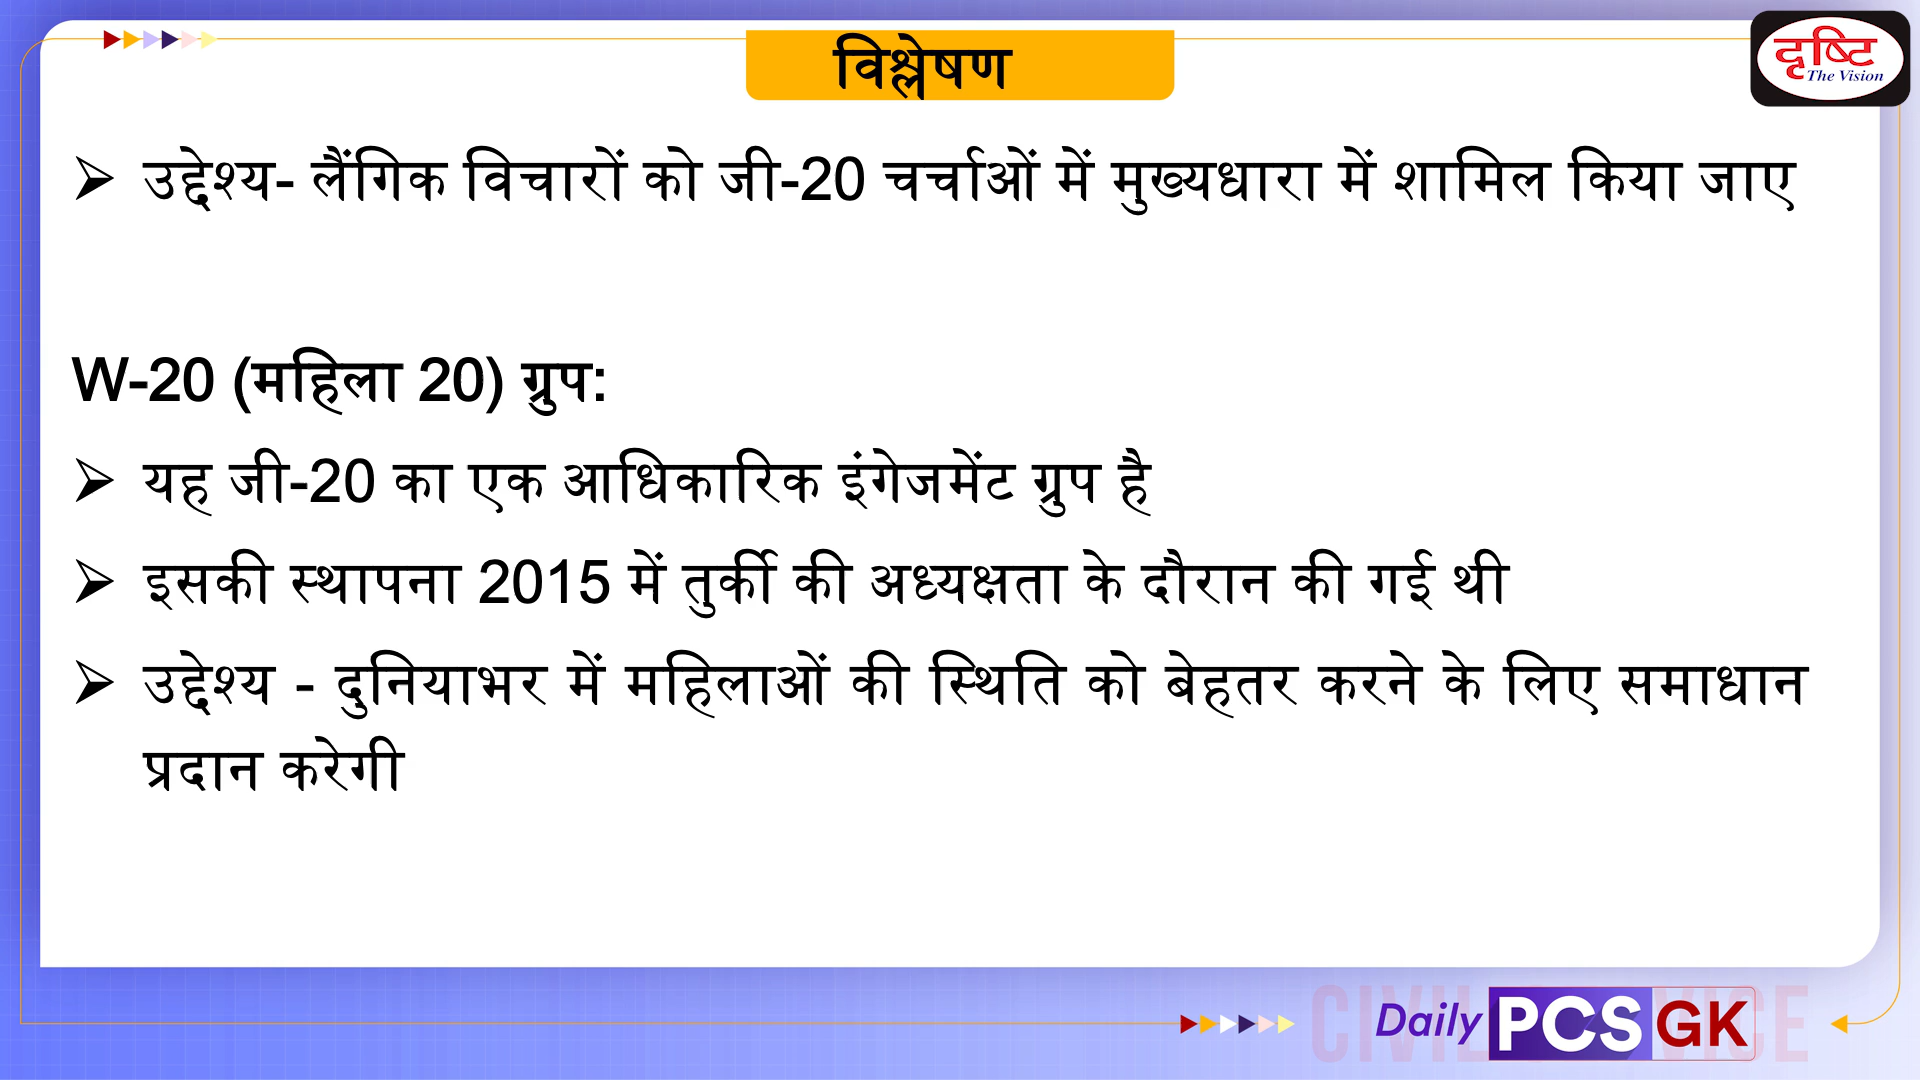 विश्लेषण
दृष्टि
The Vision
➢ उद्देश्य- लैंगिक विचारों को जी-20 चर्चाओं में मुख्यधारा में शामिल किया जाए
W-20 (महिला 20) ग्रुप:
➢ यह जी-20 का एक आधिकारिक इंगेजमेंट ग्रुप है
➢ इसकी स्थापना 2015 में तुर्की की अध्यक्षता के दौरान की गई थी
➢ उद्देश्य - दुनियाभर में महिलाओं की स्थिति को बेहतर करने के लिए समाधान
प्रदान करेगी
Daily PCS GK